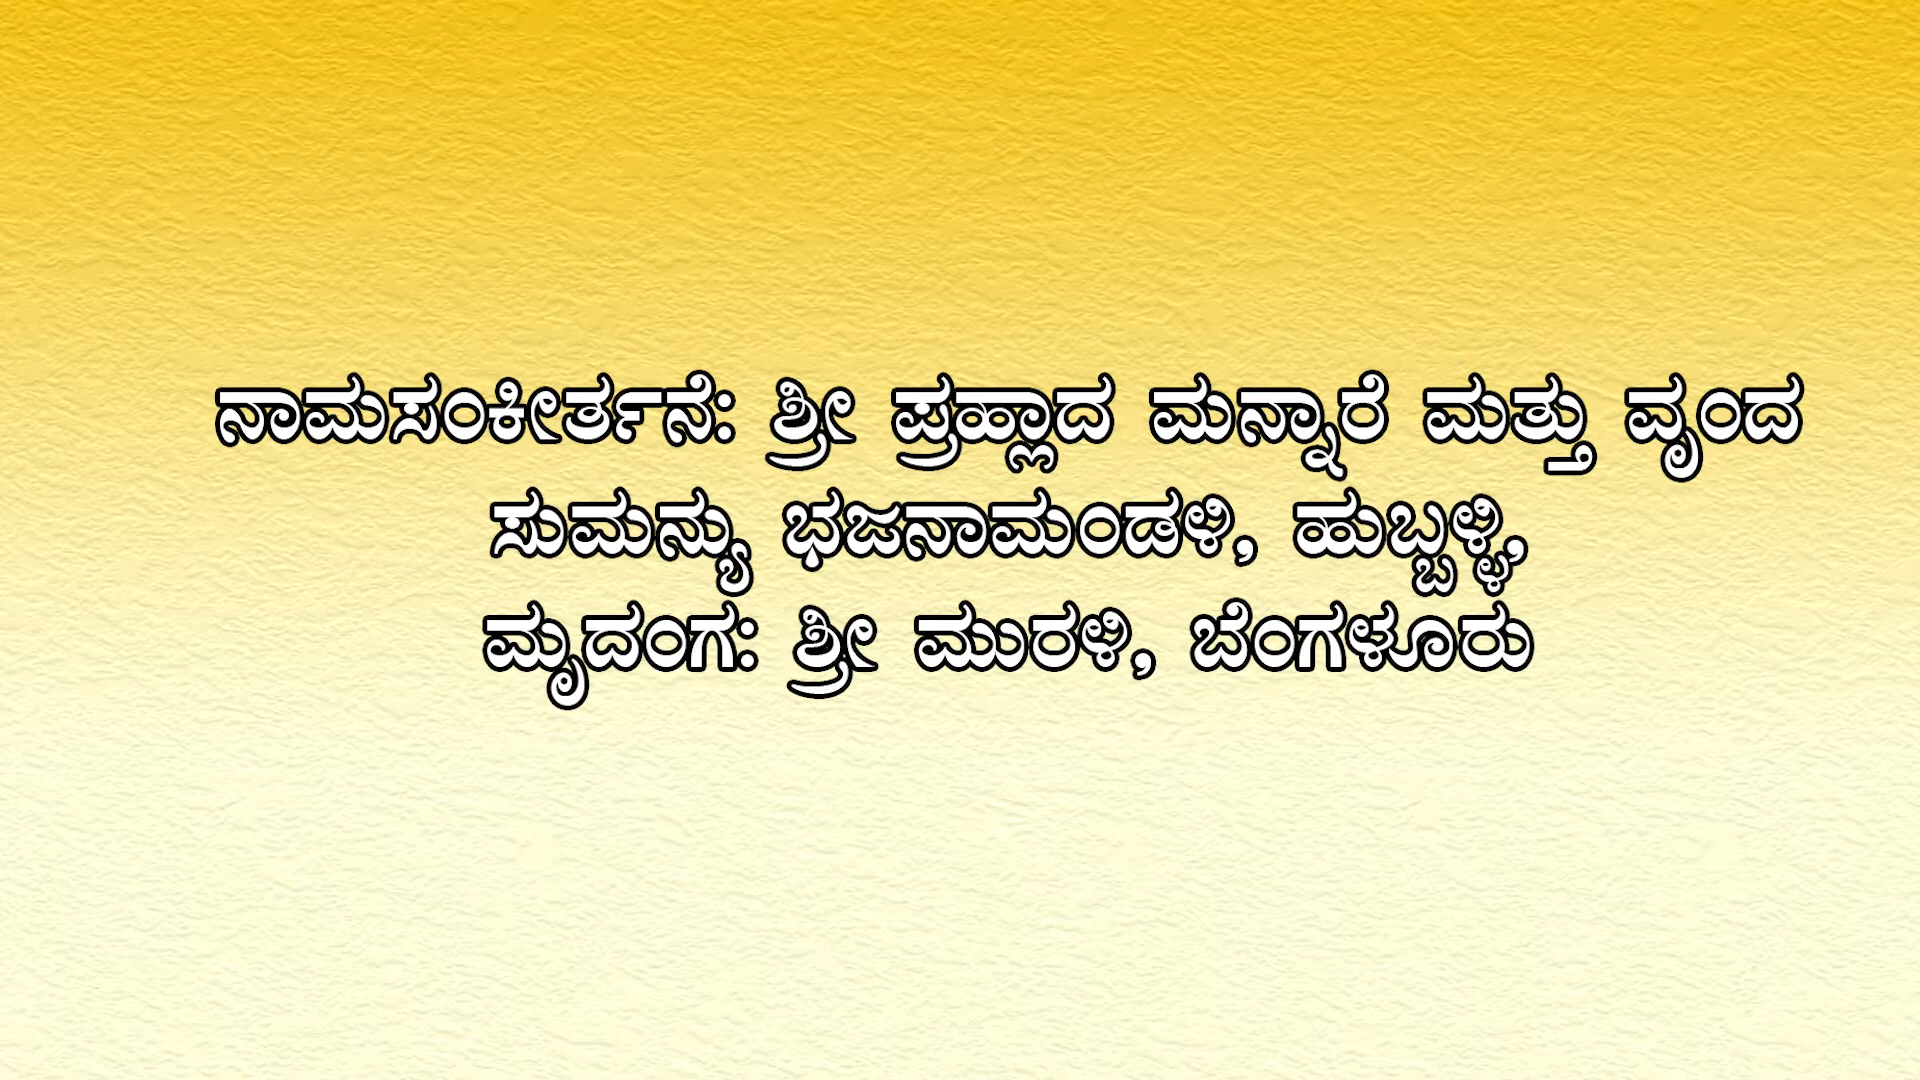 ನಾಮಸಂಕೀರ್ತನೆ: ಶ್ರೀ ಪ್ರಹ್ಲಾದ ಮನ್ನಾರೆ ಮತ್ತು ವೃಂದ
ಸುಮನ್ಯು ಭಜನಾಮಂಡಳಿ, ಹುಬ್ಬಳ್ಳಿ,
ಮೃದಂಗ: ಶ್ರೀ ಮುರಳಿ, ಬೆಂಗಳೂರು